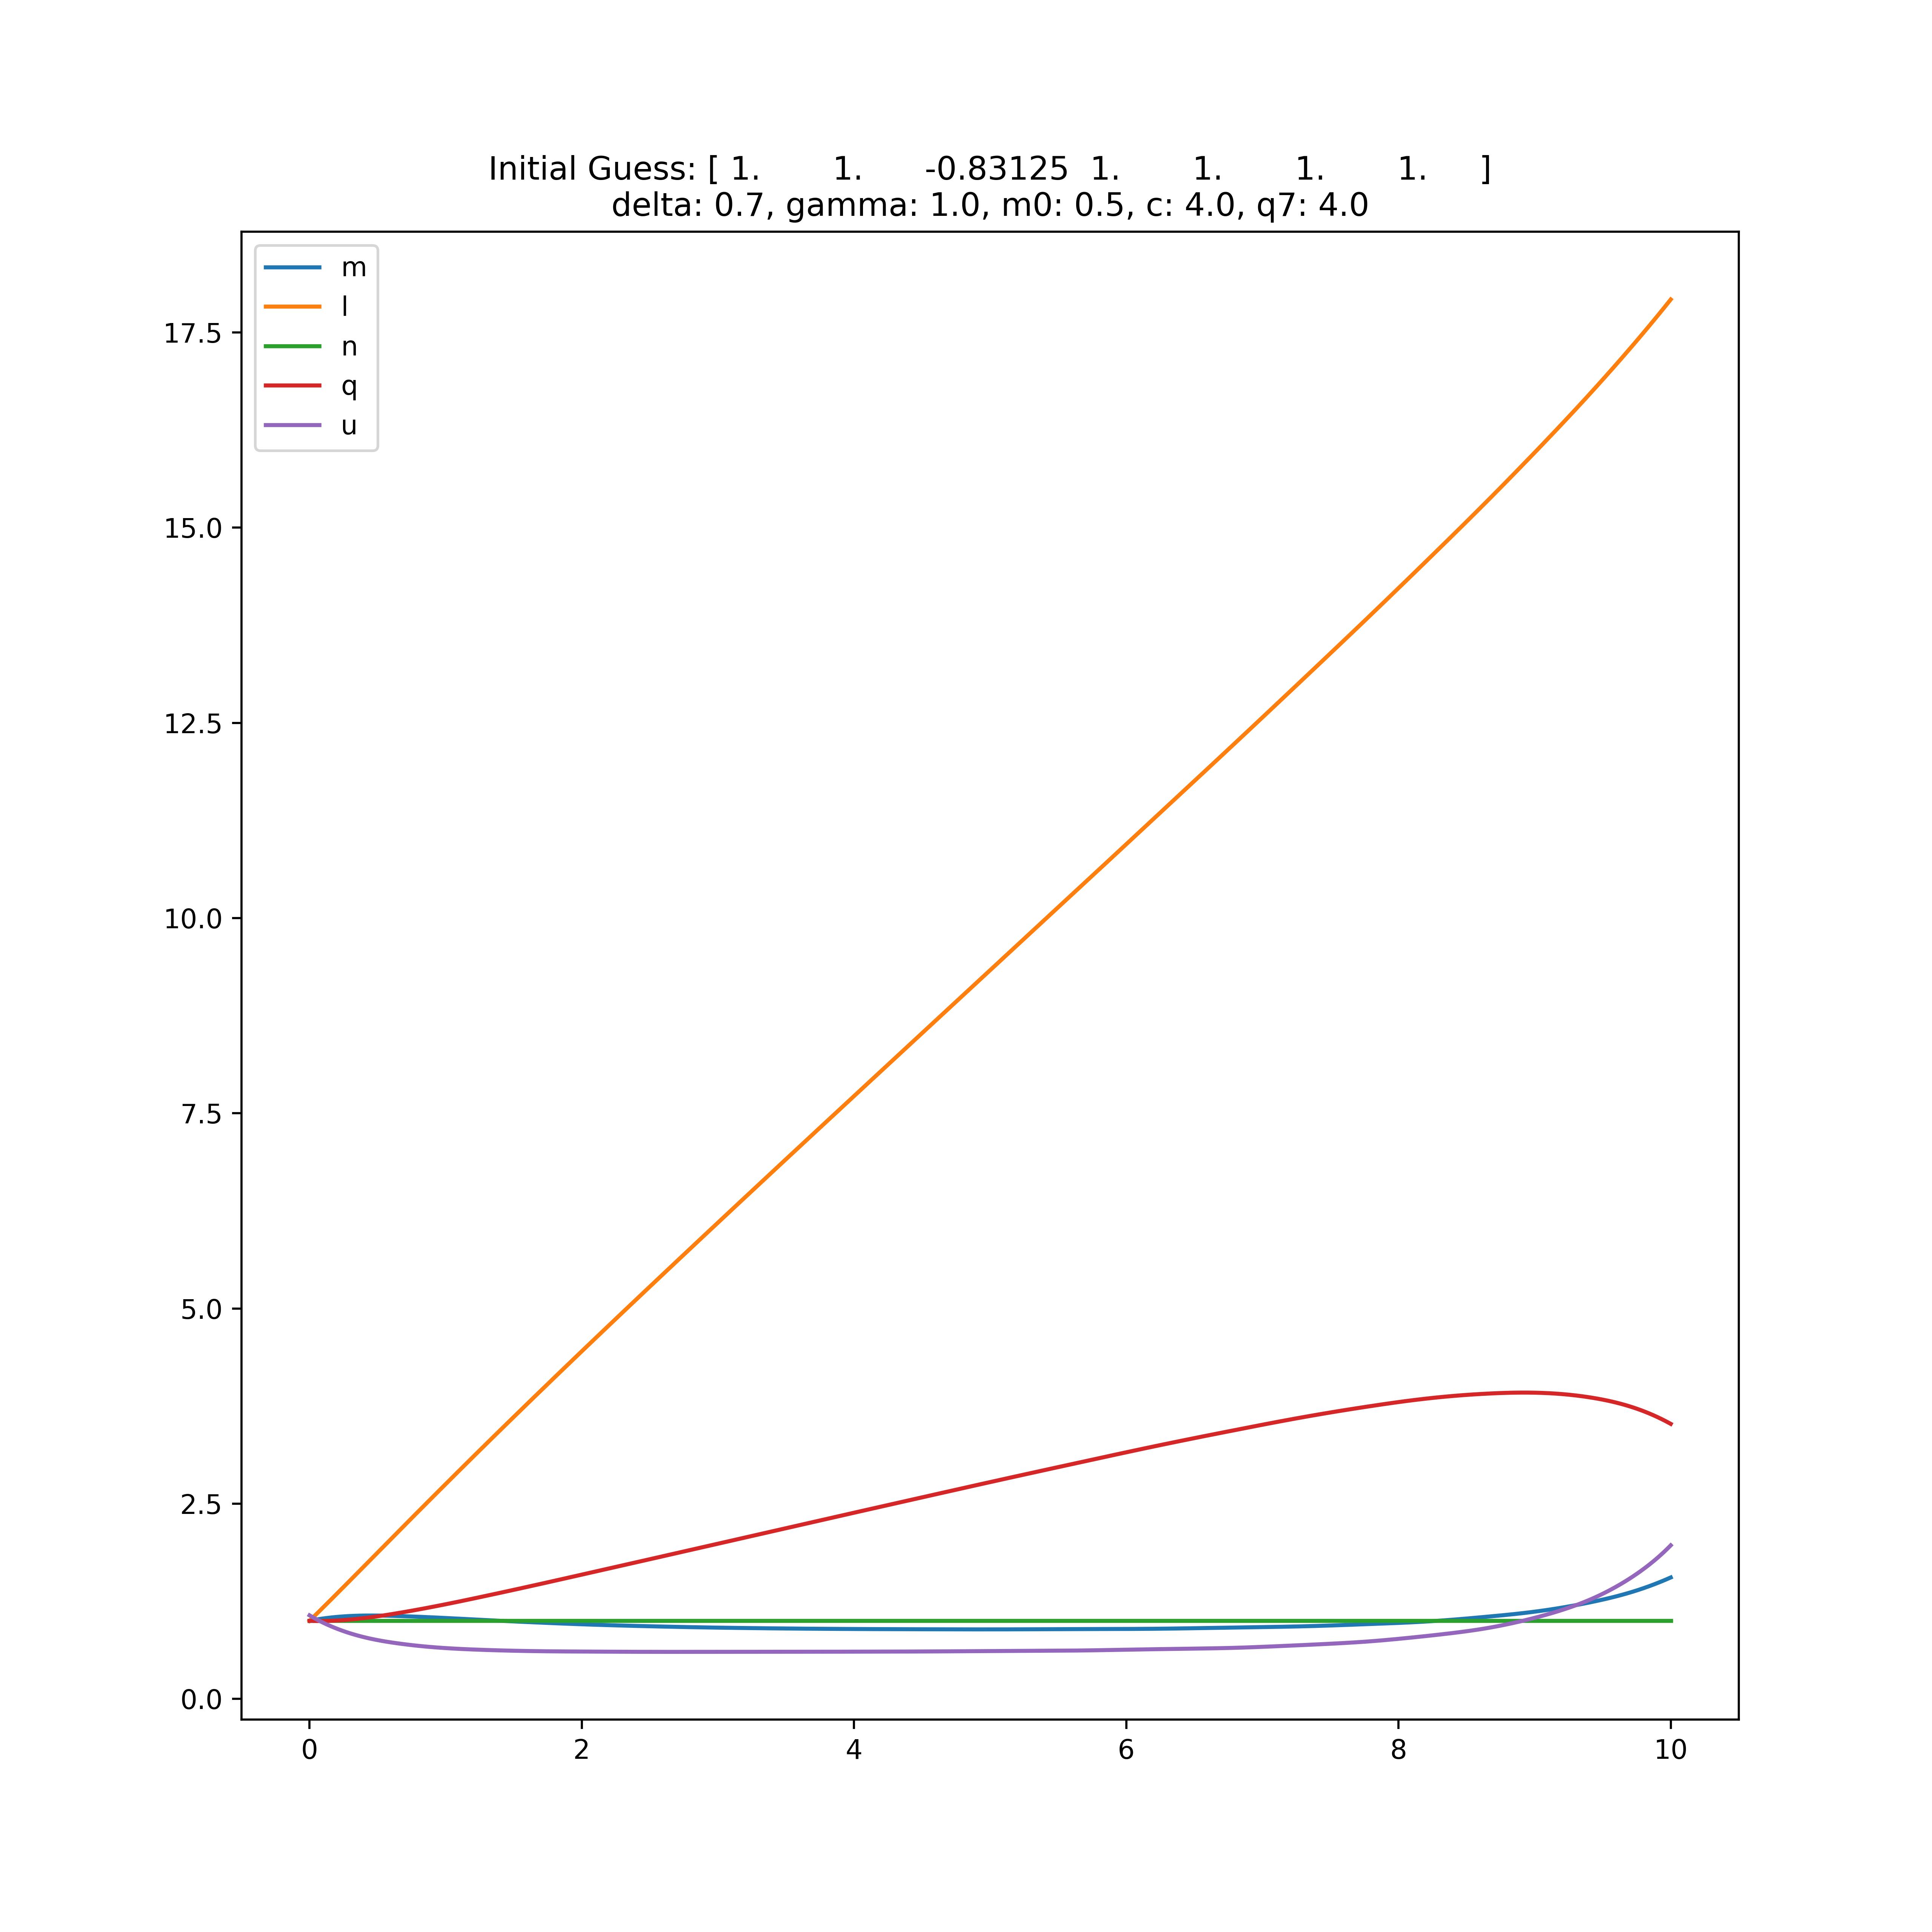 Initial Guess: [ 1. 1. -0.83125 1. 1. 1. 1. ]
delta: 0.7, gamma: 1.0, m0: 0.5, c: 4.0, q7: 4.0
m
l
n
q
u
17.5
15.0
12.5
10.0
7.5
5.0
2.5
0.0
0 2 4 6 8 10